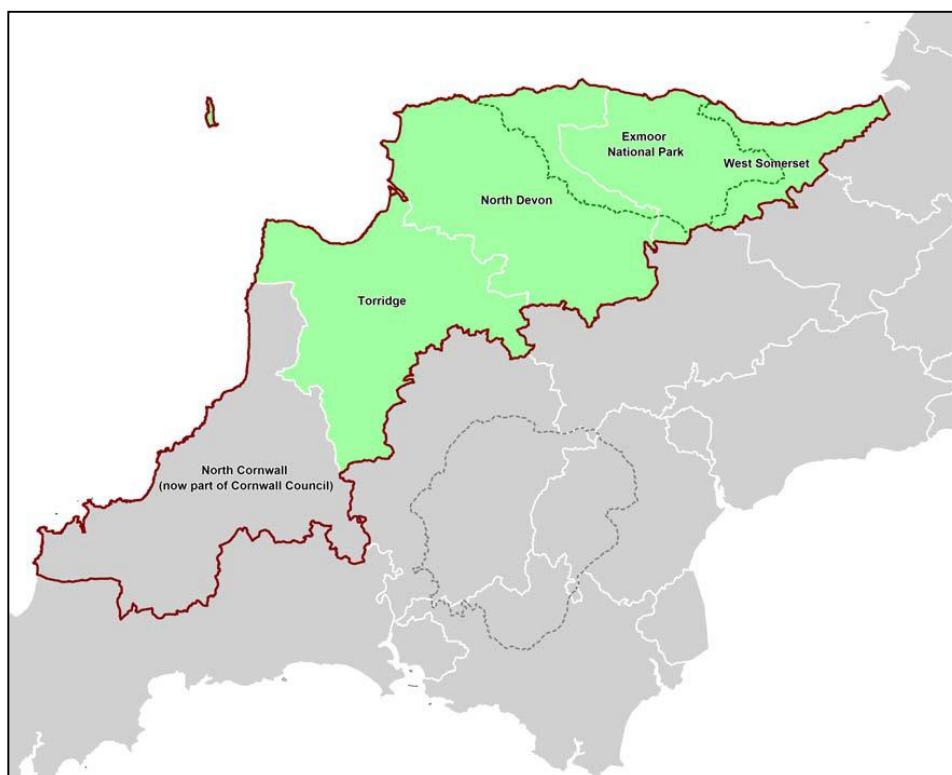 Exmoor
National Park
West Somerset
North Devon
Torridge
North Cornwall
(now part of Cornwall Council)